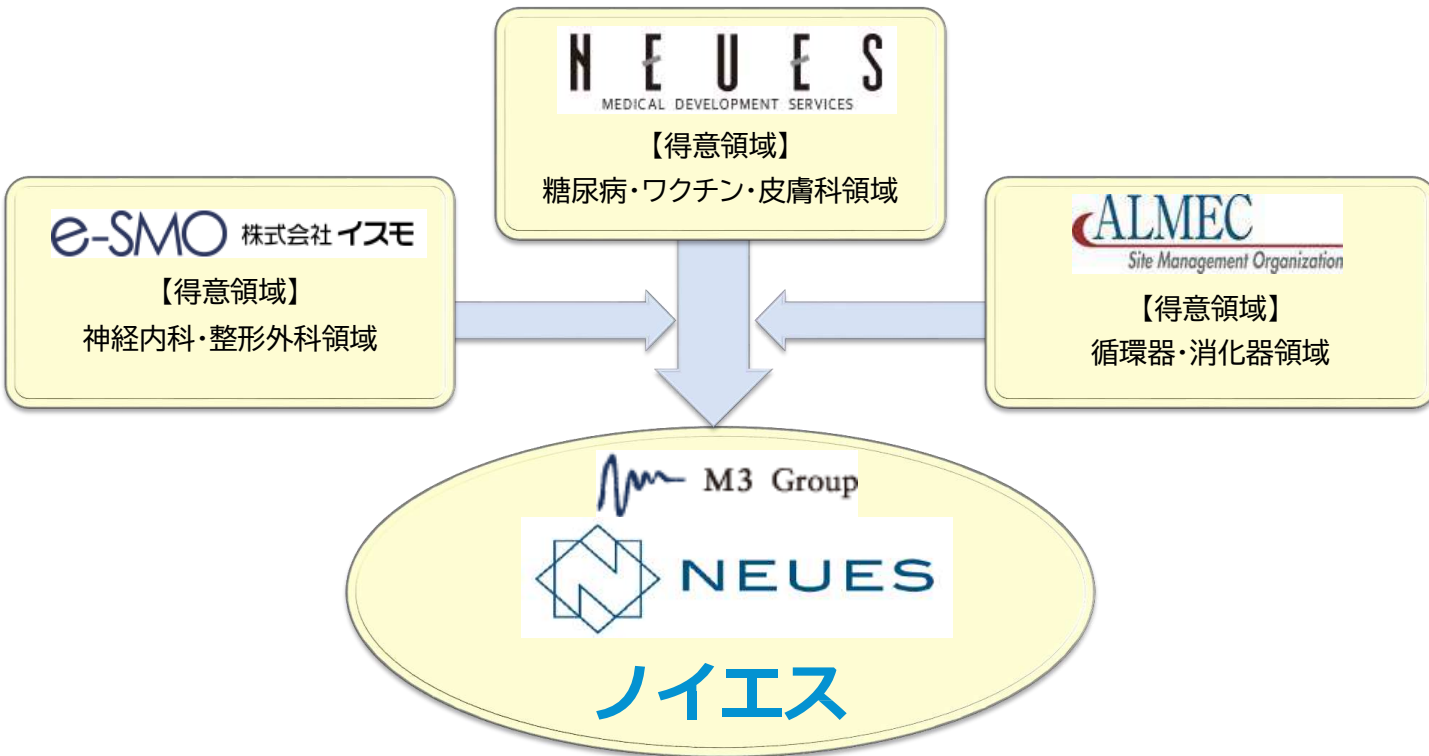 NEUES
MEDICAL DEVELOPMENT SERVICES
【得意領域】
糖尿病・ワクチン・皮膚科領域
e-SMO 株式会社イスモ
【得意領域】
神経内科・整形外科領域
ALMEC
Site Management Organization
【得意領域】
循環器・消化器領域
M3 Group
NEUES
ノイエス